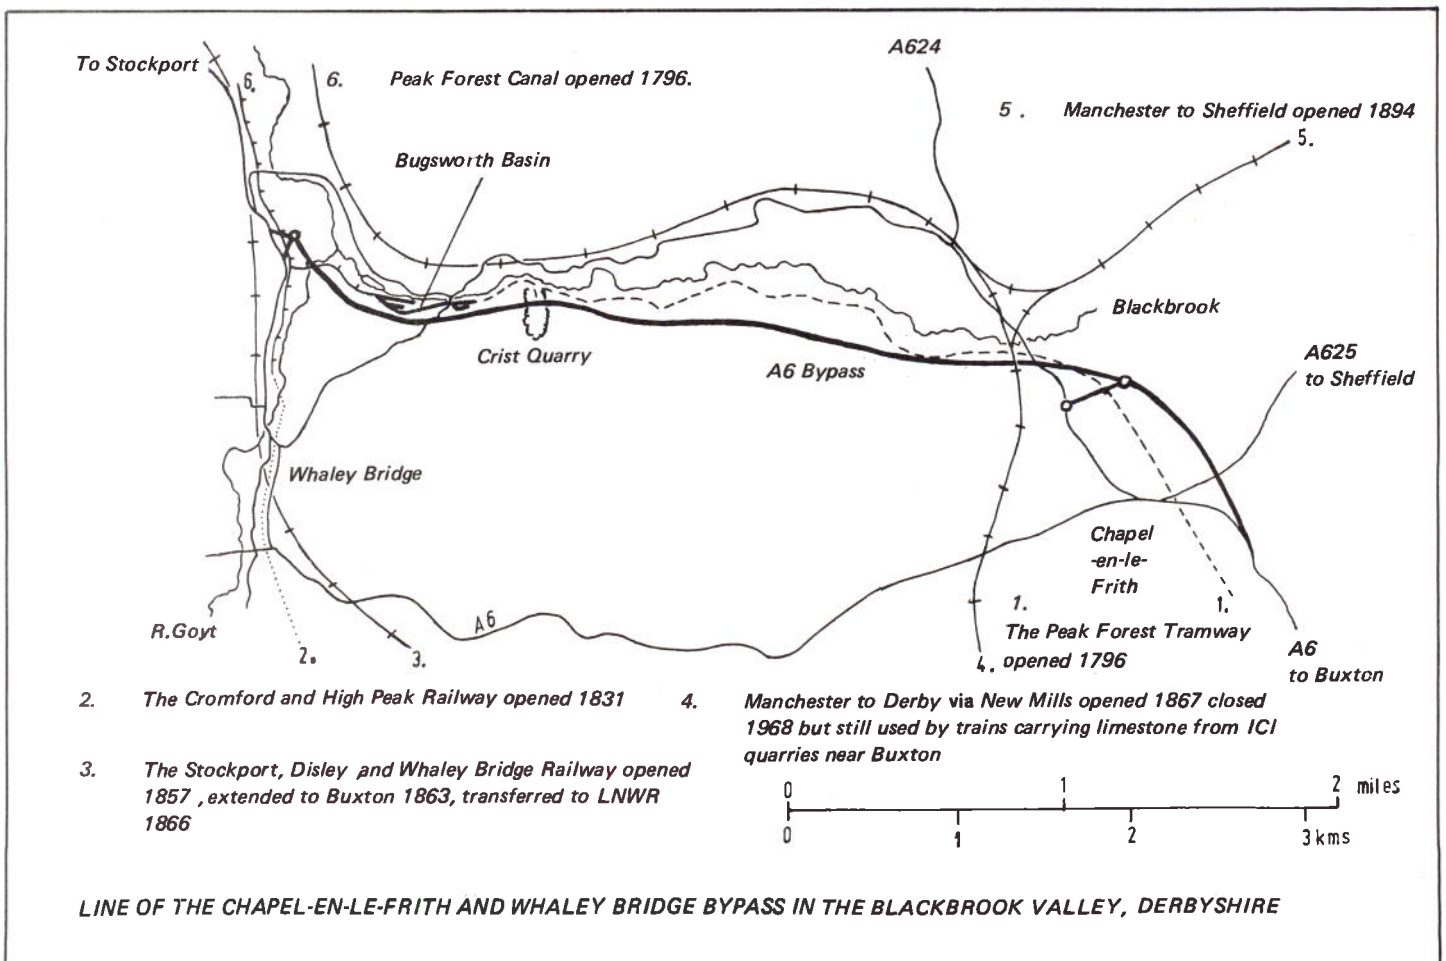 A624
To Stockport
6.
6. Peak Forest Canal opened 1796.
5. Manchester to Sheffield opened 1894
5.
Bugsworth Basin
Blackbrook
Crist Quarry
A6 Bypass
A625
to Sheffield
Whaley Bridge
Chapel
-en-le-
Frith
1.
1.
The Peak Forest Tramway
opened 1796
A6
R.Goyt
2.
3.
4.
A6
to Buxton
2. The Cromford and High Peak Railway opened 1831
4. Manchester to Derby via New Mills opened 1867 closed
1968 but still used by trains carrying limestone from ICI
quarries near Buxton
3. The Stockport, Disley and Whaley Bridge Railway opened
1857 , extended to Buxton 1863, transferred to LNWR
1866
0 1 2 miles
0 1 2 3 kms
LINE OF THE CHAPEL-EN-LE-FRITH AND WHALEY BRIDGE BYPASS IN THE BLACKBROOK VALLEY, DERBYSHIRE